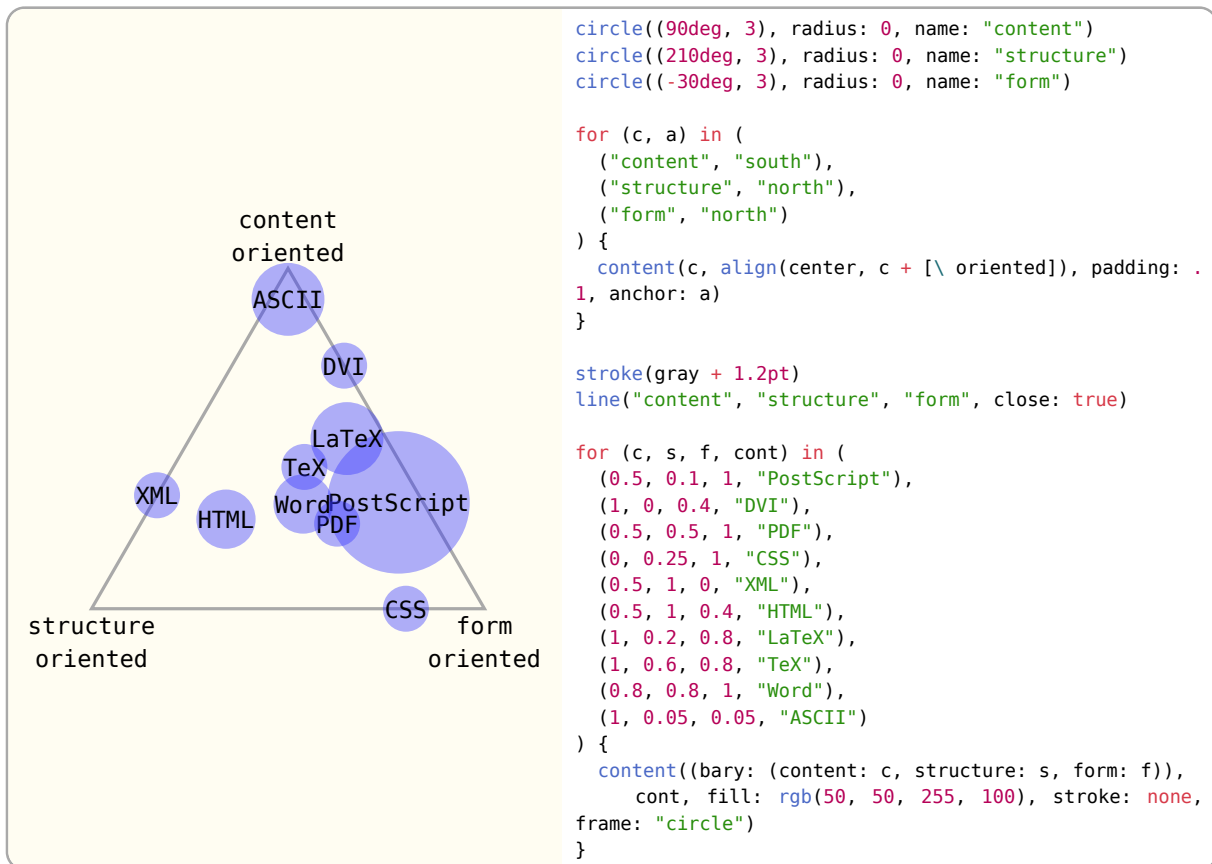 content
oriented
ASCII
DVI
LaTeX
TeX
XML
Word
PostScript
HTML
PDF
CSS
structure
oriented
form
oriented
circle((90deg, 3), radius: 0, name: "content")
circle((210deg, 3), radius: 0, name: "structure")
circle((-30deg, 3), radius: 0, name: "form")
for (c, a) in (
("content", "south"),
("structure", "north"),
("form", "north")
) {
content(c, align(center, c + [\ oriented]), padding: .
1, anchor: a)
}
stroke(gray + 1.2pt)
line("content", "structure", "form", close: true)
for (c, s, f, cont) in (
(0.5, 0.1, 1, "PostScript"),
(1, 0, 0.4, "DVI"),
(0.5, 0.5, 1, "PDF"),
(0, 0.25, 1, "CSS"),
(0.5, 1, 0, "XML"),
(0.5, 1, 0.4, "HTML"),
(1, 0.2, 0.8, "LaTeX"),
(1, 0.6, 0.8, "TeX"),
(0.8, 0.8, 1, "Word"),
(1, 0.05, 0.05, "ASCII")
) {
content((bary: (content: c, structure: s, form: f)),
cont, fill: rgb(50, 50, 255, 100), stroke: none,
frame: "circle")
}